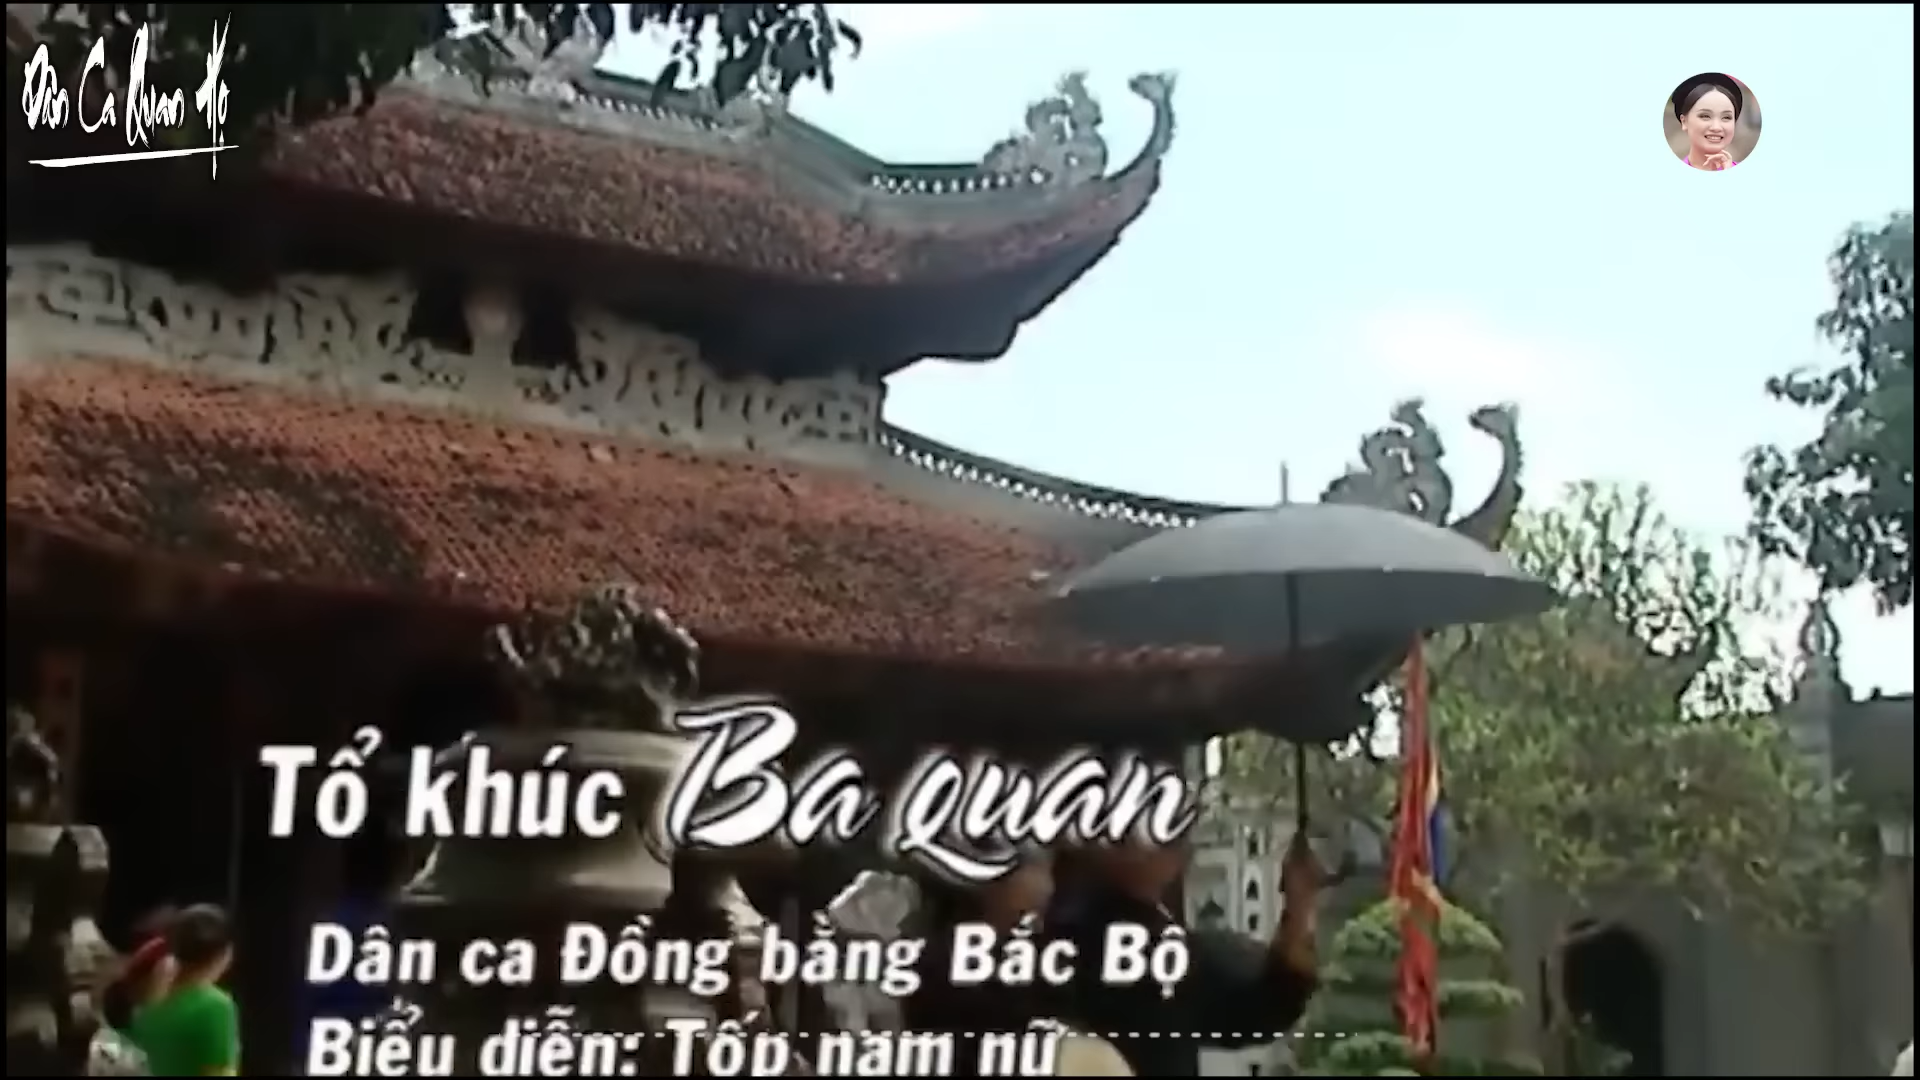 Dân Ca Quan Họ
Tổ khúc Ba quan
Dân ca Đồng bằng Bắc Bộ
Biểu diễn: Tốp nam nữ